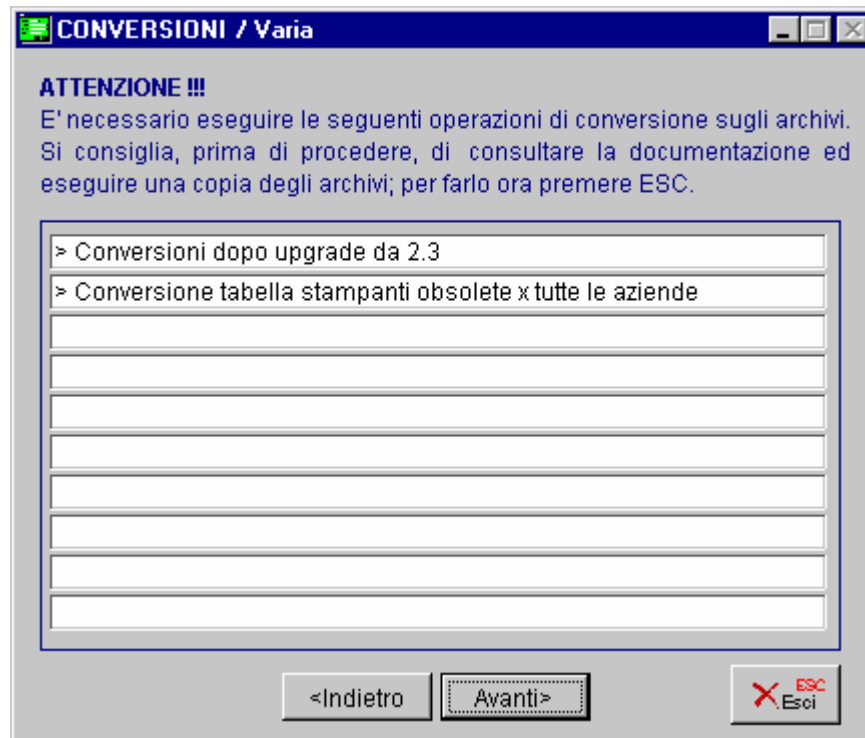 CONVERSIONI / Varia
ATTENZIONE !!!
E' necessario eseguire le seguenti operazioni di conversione sugli archivi.
Si consiglia, prima di procedere, di consultare la documentazione ed
eseguire una copia degli archivi; per farlo ora premere ESC.
> Conversioni dopo upgrade da 2.3
> Conversione tabella stampanti obsolete x tutte le aziende
<Indietro
Avanti>
ESC
Esci